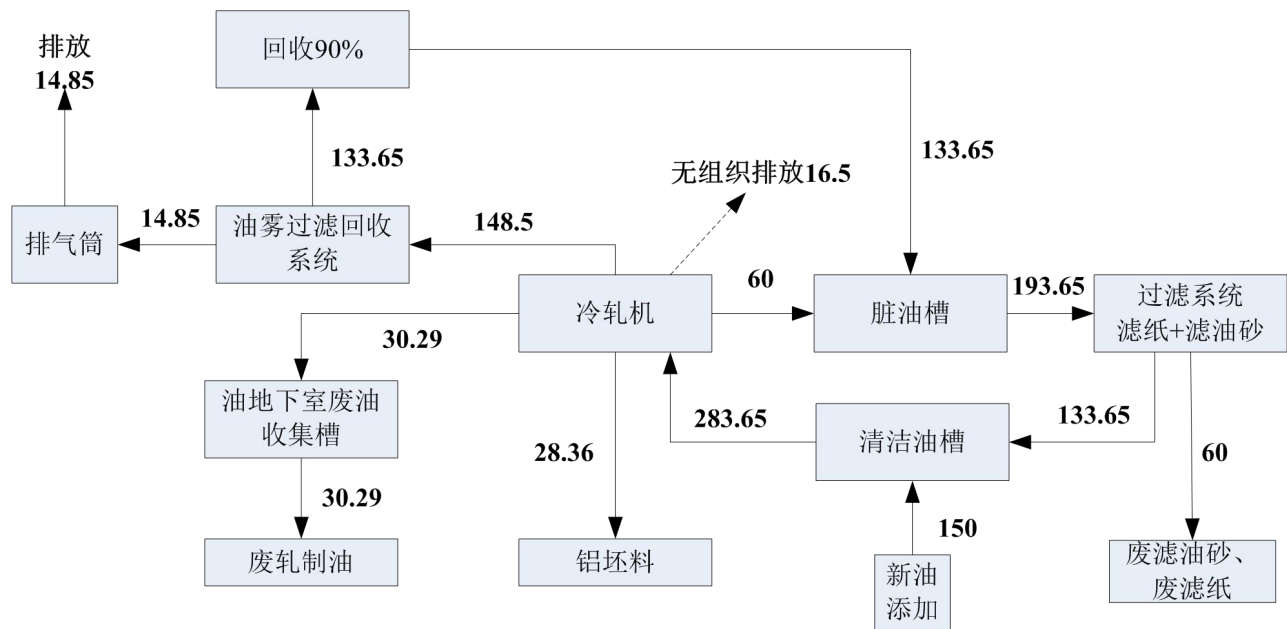 排放
14.85
回收90%
133.65
133.65
无组织排放16.5
14.85
排气筒
油雾过滤回收
系统
148.5
冷轧机
60
脏油槽
193.65
过滤系统
滤纸+滤油砂
30.29
油地下室废油
收集槽
283.65
清洁油槽
133.65
28.36
60
30.29
150
废轧制油
铝坯料
新油
添加
废滤油砂、
废滤纸